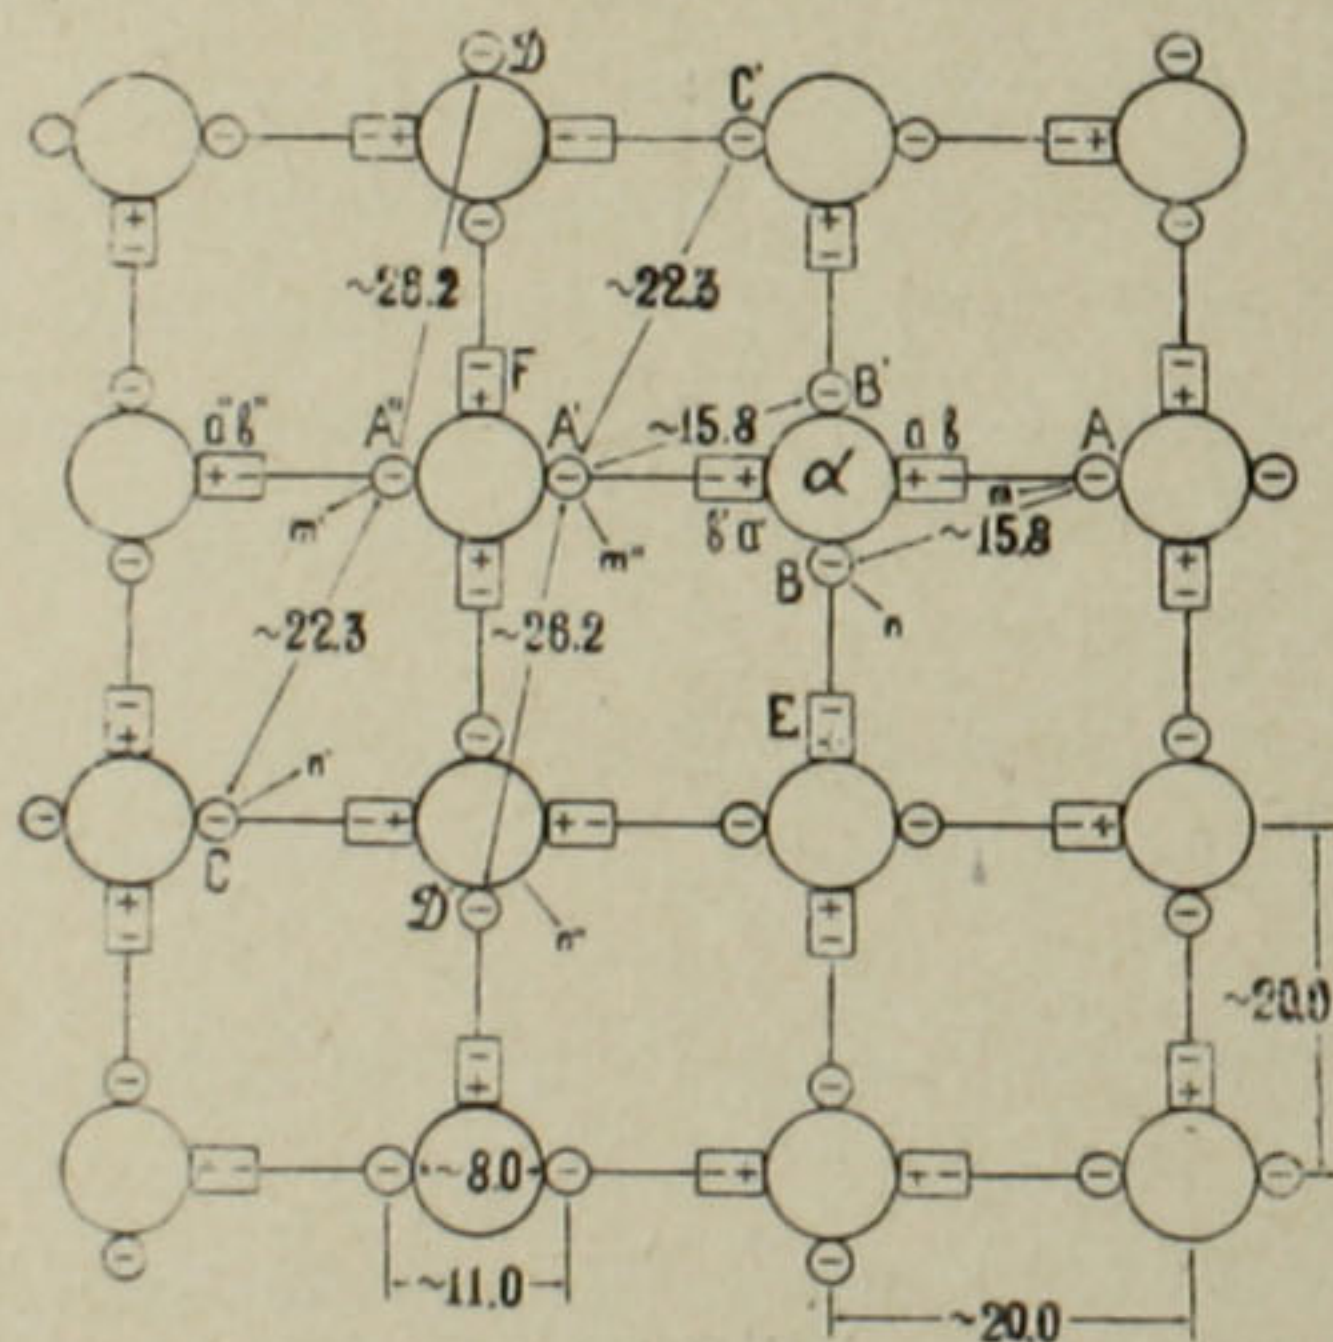 − D
C' −
− − + − − − − − + −
+ − − + − −
~28.2 ~22.3
− − + F − B' − +
a" в" A" A' ~15.8 a в A
+ − − − − + α + − − −
m' m" в' a' B − m ~15.8
− + − n + −
~22.3 ~26.2
− + E −
n' − −
− − − + + − − − − +
C
+ − D' − n" + − −
~20.0
− − + − − +
− ~8.0 − − + + − − −
− ~11.0 −
~20.0